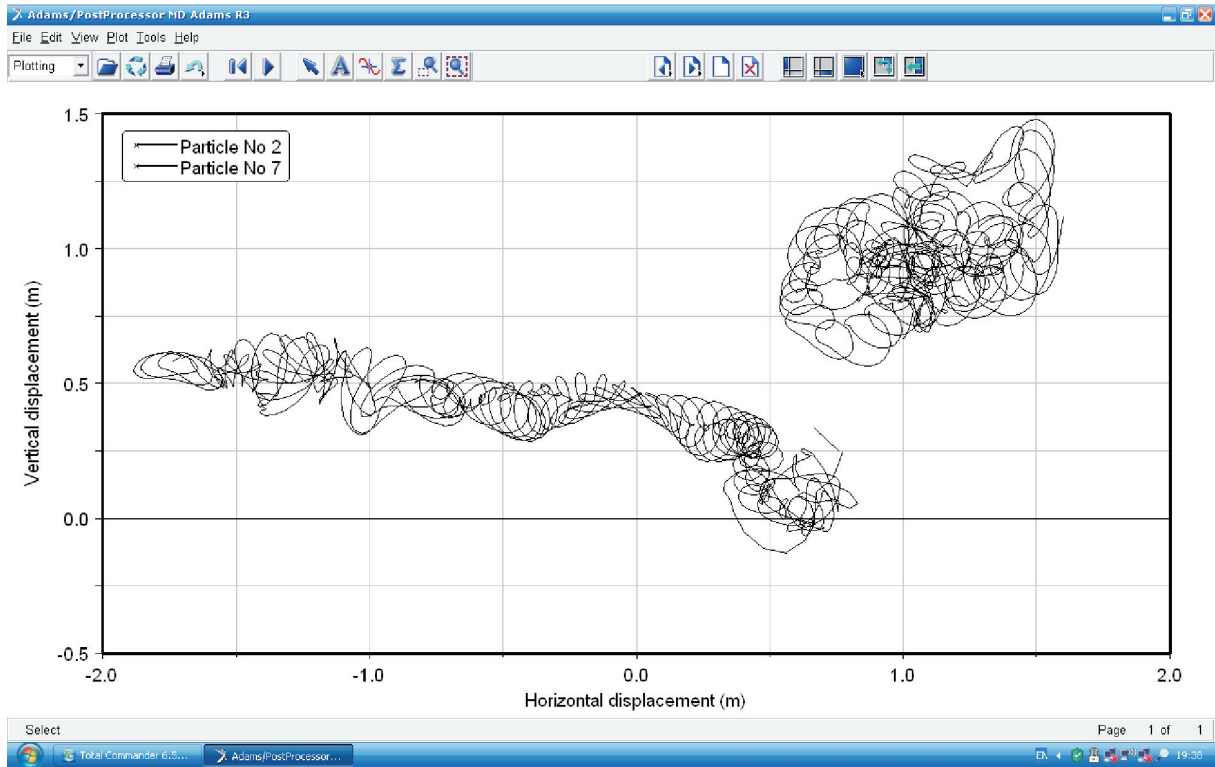 Adams/PostProcessor MD Adams R3
File Edit View Plot Tools Help
Plotting
1.5
Particle No 2
Particle No 7
1.0
0.5
0.0
-0.5
Vertical displacement (m)
-2.0 -1.0 0.0 1.0 2.0
Horizontal displacement (m)
Select Page 1 of 1
Total Commander 6.5... Adams/PostProcessor... EN 19:38